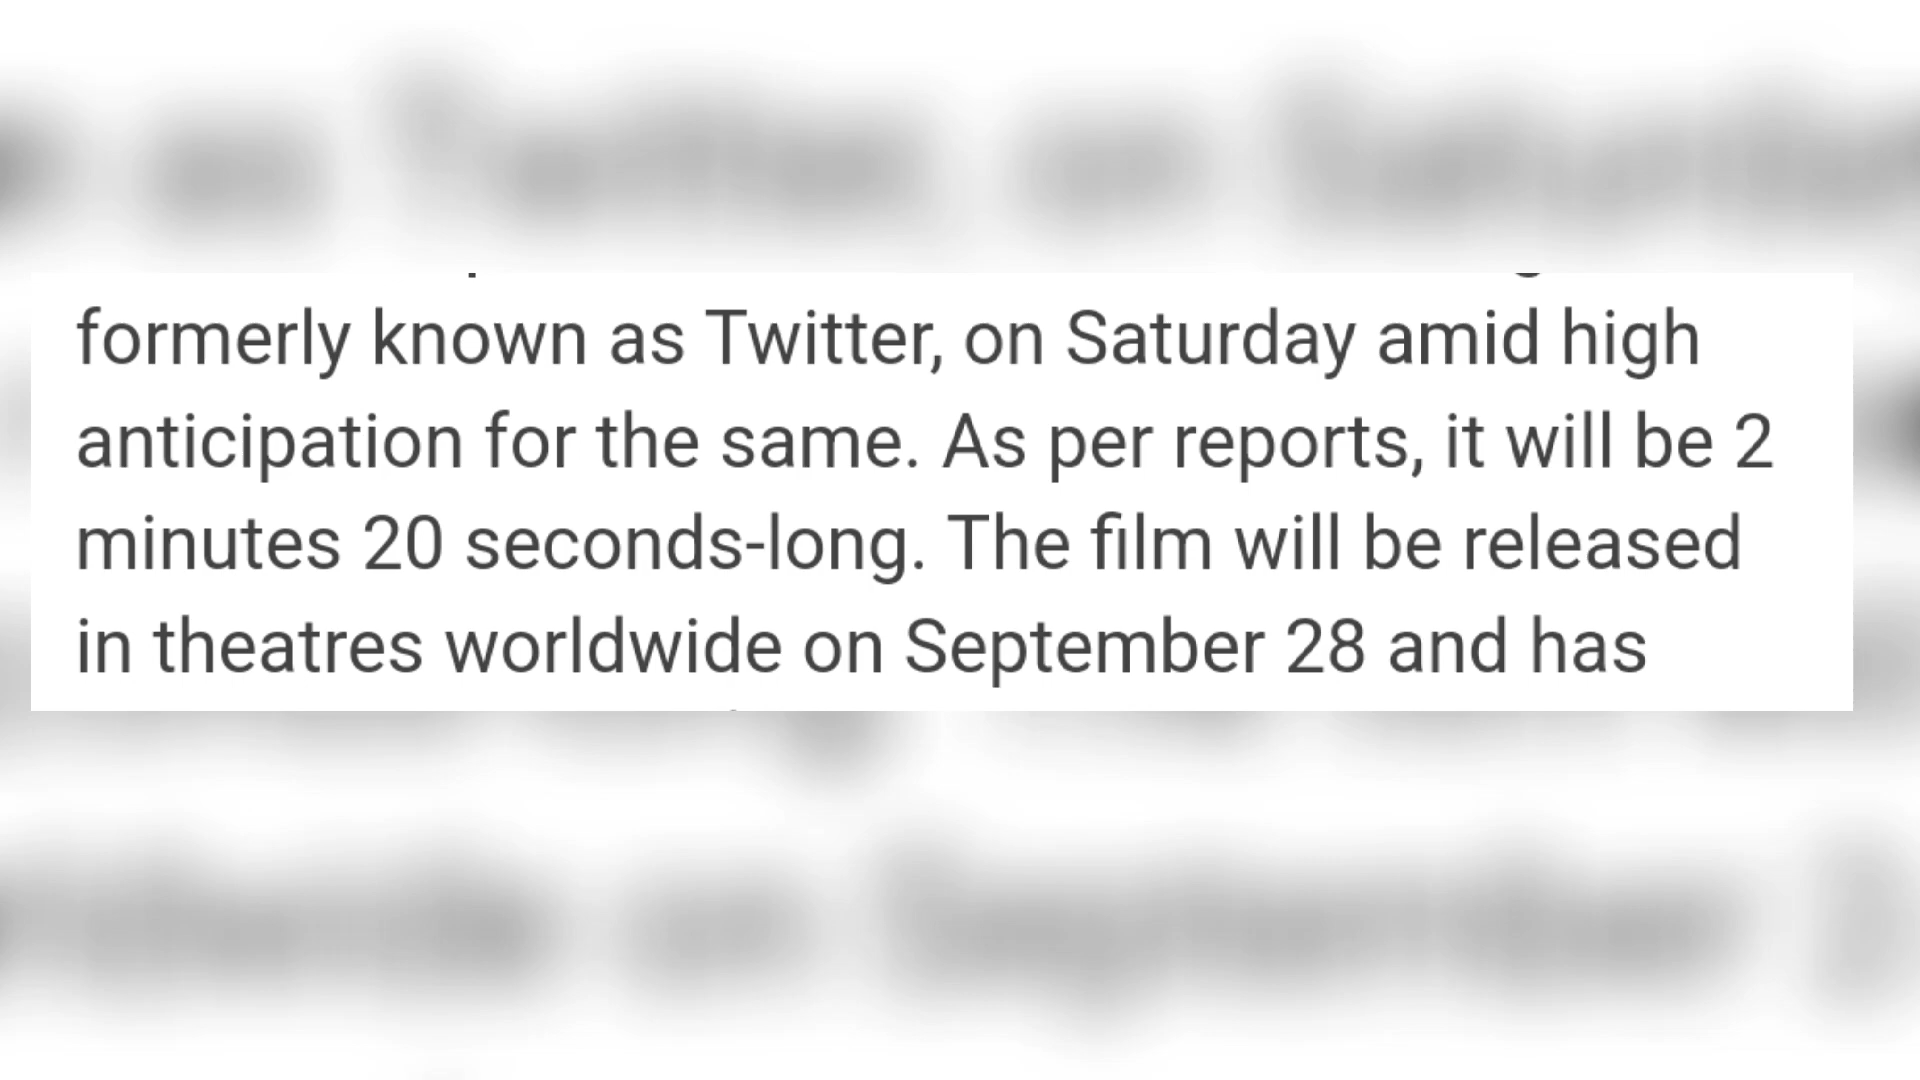 formerly known as Twitter, on Saturday amid high
anticipation for the same. As per reports, it will be 2
minutes 20 seconds-long. The film will be released
in theatres worldwide on September 28 and has